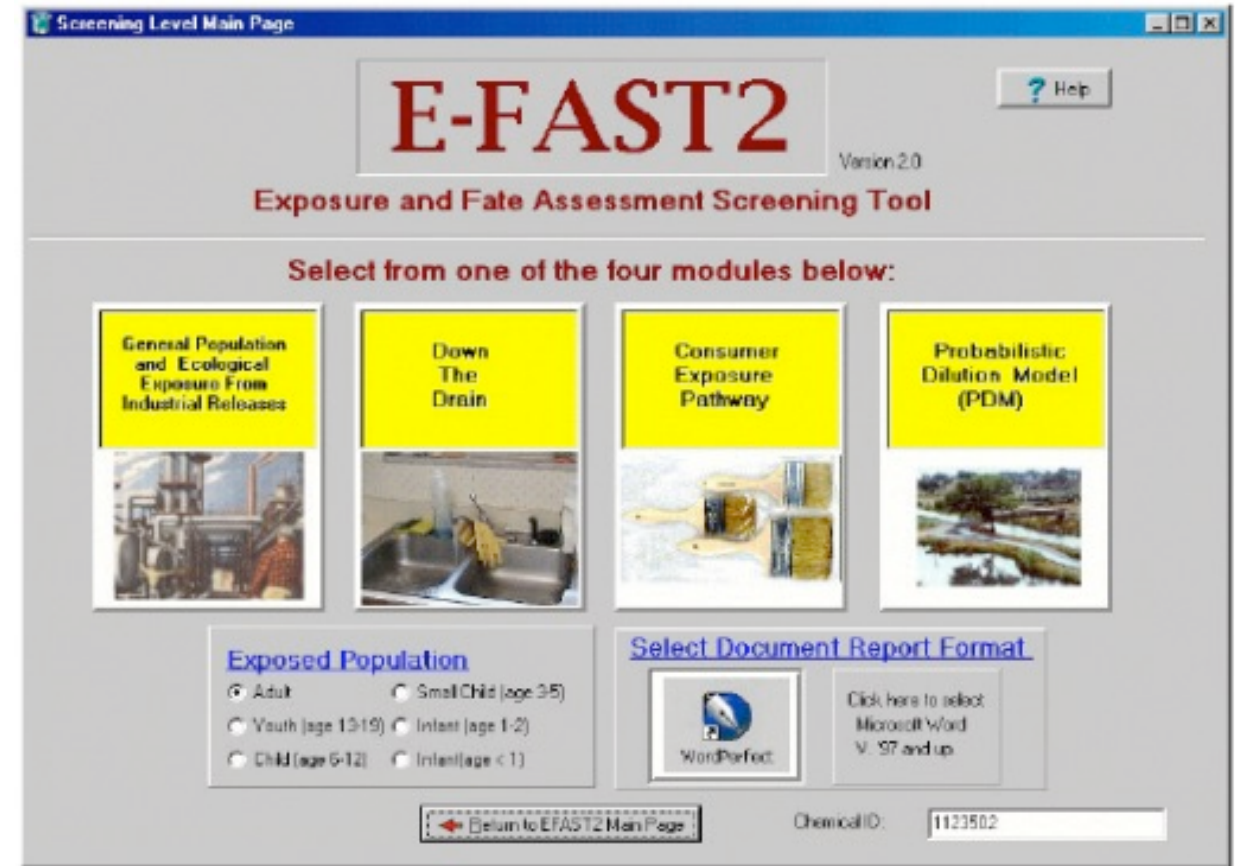 Screening Level Main Page
E-FAST2
? Help
Version 2.0
Exposure and Fate Assessment Screening Tool
Select from one of the four modules below:
General Population
and Ecological
Exposure From
Industrial Releases
Down
The
Drain
Consumer
Exposure
Pathway
Probabilistic
Dilution Model
(PDM)
Exposed Population
Adult
Small Child (age 3-5)
Youth (age 13-19)
Infant (age 1-2)
Child (age 6-12)
Infant(age < 1)
Select Document Report Format
WordPerfect
Click here to select
Microsoft Word
V. '97 and up
Return to EFAST2 Main Page
Chemical ID:
1123502